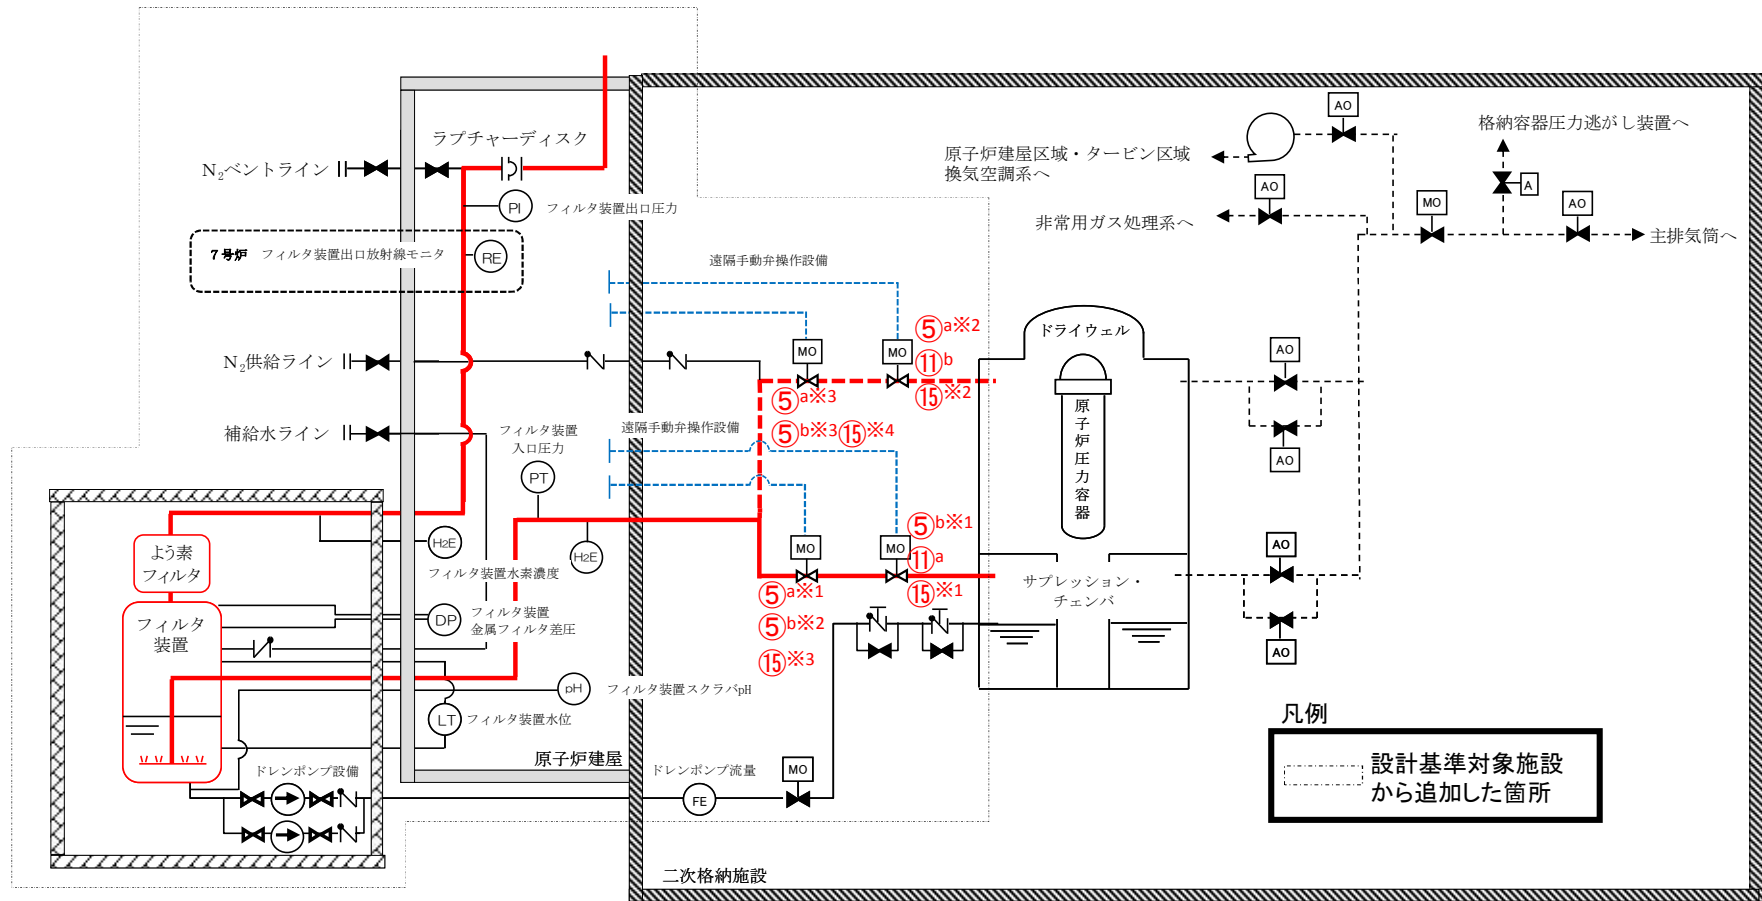 ラプチャーディスク
N₂ベントライン
PI
フィルタ装置出口圧力
7号炉 フィルタ装置出口放射線モニタ
RE
N₂供給ライン
補給水ライン
フィルタ装置
入口圧力
PT
H2E
H2E
フィルタ装置水素濃度
よう素
フィルタ
フィルタ
装置
DP
フィルタ装置
金属フィルタ差圧
pH
フィルタ装置スクラバpH
LT
フィルタ装置水位
原子炉建屋
ドレンポンプ設備
ドレンポンプ流量
FE
MO
遠隔手動弁操作設備
MO
MO
⑤a※2
⑪b
⑮※2
⑤a※3
⑤b※3⑮※4
遠隔手動弁操作設備
MO
MO
⑤b※1
⑪a
⑮※1
⑤a※1
⑤b※2
⑮※3
ドライウェル
原子炉圧力容器
サプレッション・
チェンバ
原子炉建屋区域・タービン区域
換気空調系へ
AO
格納容器圧力逃がし装置へ
A
非常用ガス処理系へ
AO
MO
AO
主排気筒へ
AO
AO
AO
AO
凡例
設計基準対象施設
から追加した箇所
二次格納施設